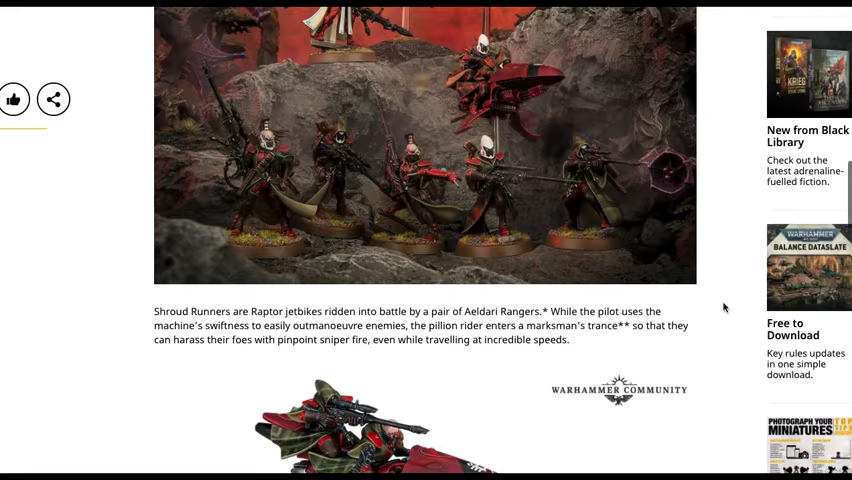 KRIEG
New from Black
Library
Check out the
latest adrenaline-
fuelled fiction.
WARHAMMER
BALANCE DATASLATE
Free to
Download
Key rules updates
in one simple
download.
Shroud Runners are Raptor jetbikes ridden into battle by a pair of Aeldari Rangers.* While the pilot uses the
machine's swiftness to easily outmanoeuvre enemies, the pillion rider enters a marksman's trance** so that they
can harass their foes with pinpoint sniper fire, even while travelling at incredible speeds.
WARHAMMER COMMUNITY
PHOTOGRAPH YOUR
MINIATURES